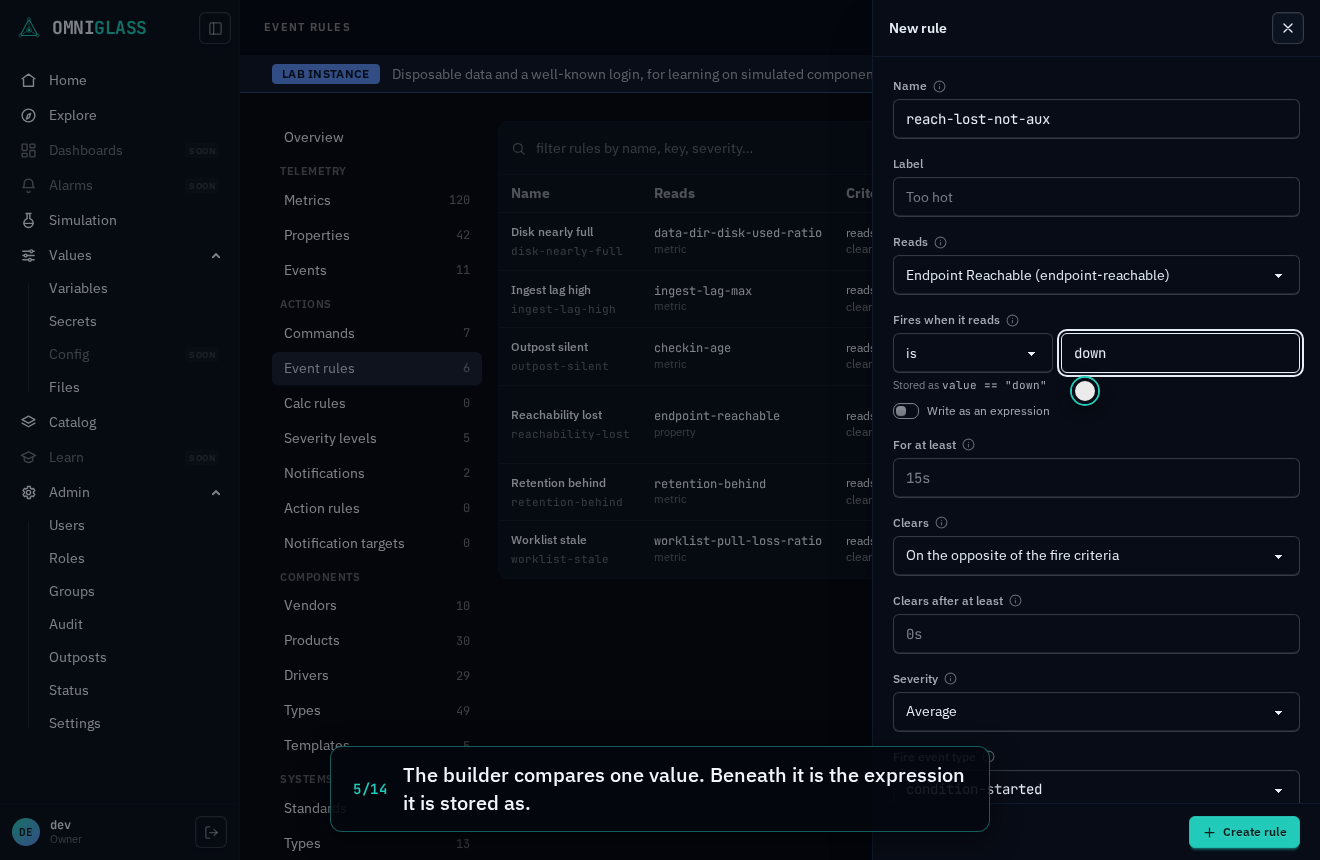 OMNIGLASS
Home
Explore
Dashboards SOON
Alarms SOON
Simulation
Values
Variables
Secrets
Config SOON
Files
Catalog
Learn SOON
Admin
Users
Roles
Groups
Audit
Outposts
Status
Settings
DE dev
Owner
EVENT RULES
LAB INSTANCE Disposable data and a well-known login, for learning on simulated
Overview
TELEMETRY
Metrics 120
Properties 42
Events 11
ACTIONS
Commands 7
Event rules 6
Calc rules 0
Severity levels 5
Notifications 2
Action rules 0
Notification targets 0
COMPONENTS
Vendors 10
Products 30
Drivers 29
Types 49
Templates 5
SYSTEMS
Types 13
filter rules by name, key, severity…
Name Reads
Disk nearly full data-dir-disk-used-ratio reads
disk-nearly-full metric
Ingest lag high ingest-lag-max reads
ingest-lag-high metric
Outpost silent checkin-age reads
outpost-silent metric
Reachability lost endpoint-reachable reads
reachability-lost property
Retention behind retention-behind reads
retention-behind metric
Worklist stale worklist-pull-loss-ratio reads
worklist-stale metric
New rule
Name
reach-lost-not-aux
Label
Too hot
Reads
Endpoint Reachable (endpoint-reachable)
Fires when it reads
is down
Stored as value == "down"
Write as an expression
For at least
15s
Clears
On the opposite of the fire criteria
Clears after at least
0s
Severity
Average
Fire event type
condition-started
Create rule
5/14 The builder compares one value. Beneath it is the expression
it is stored as.